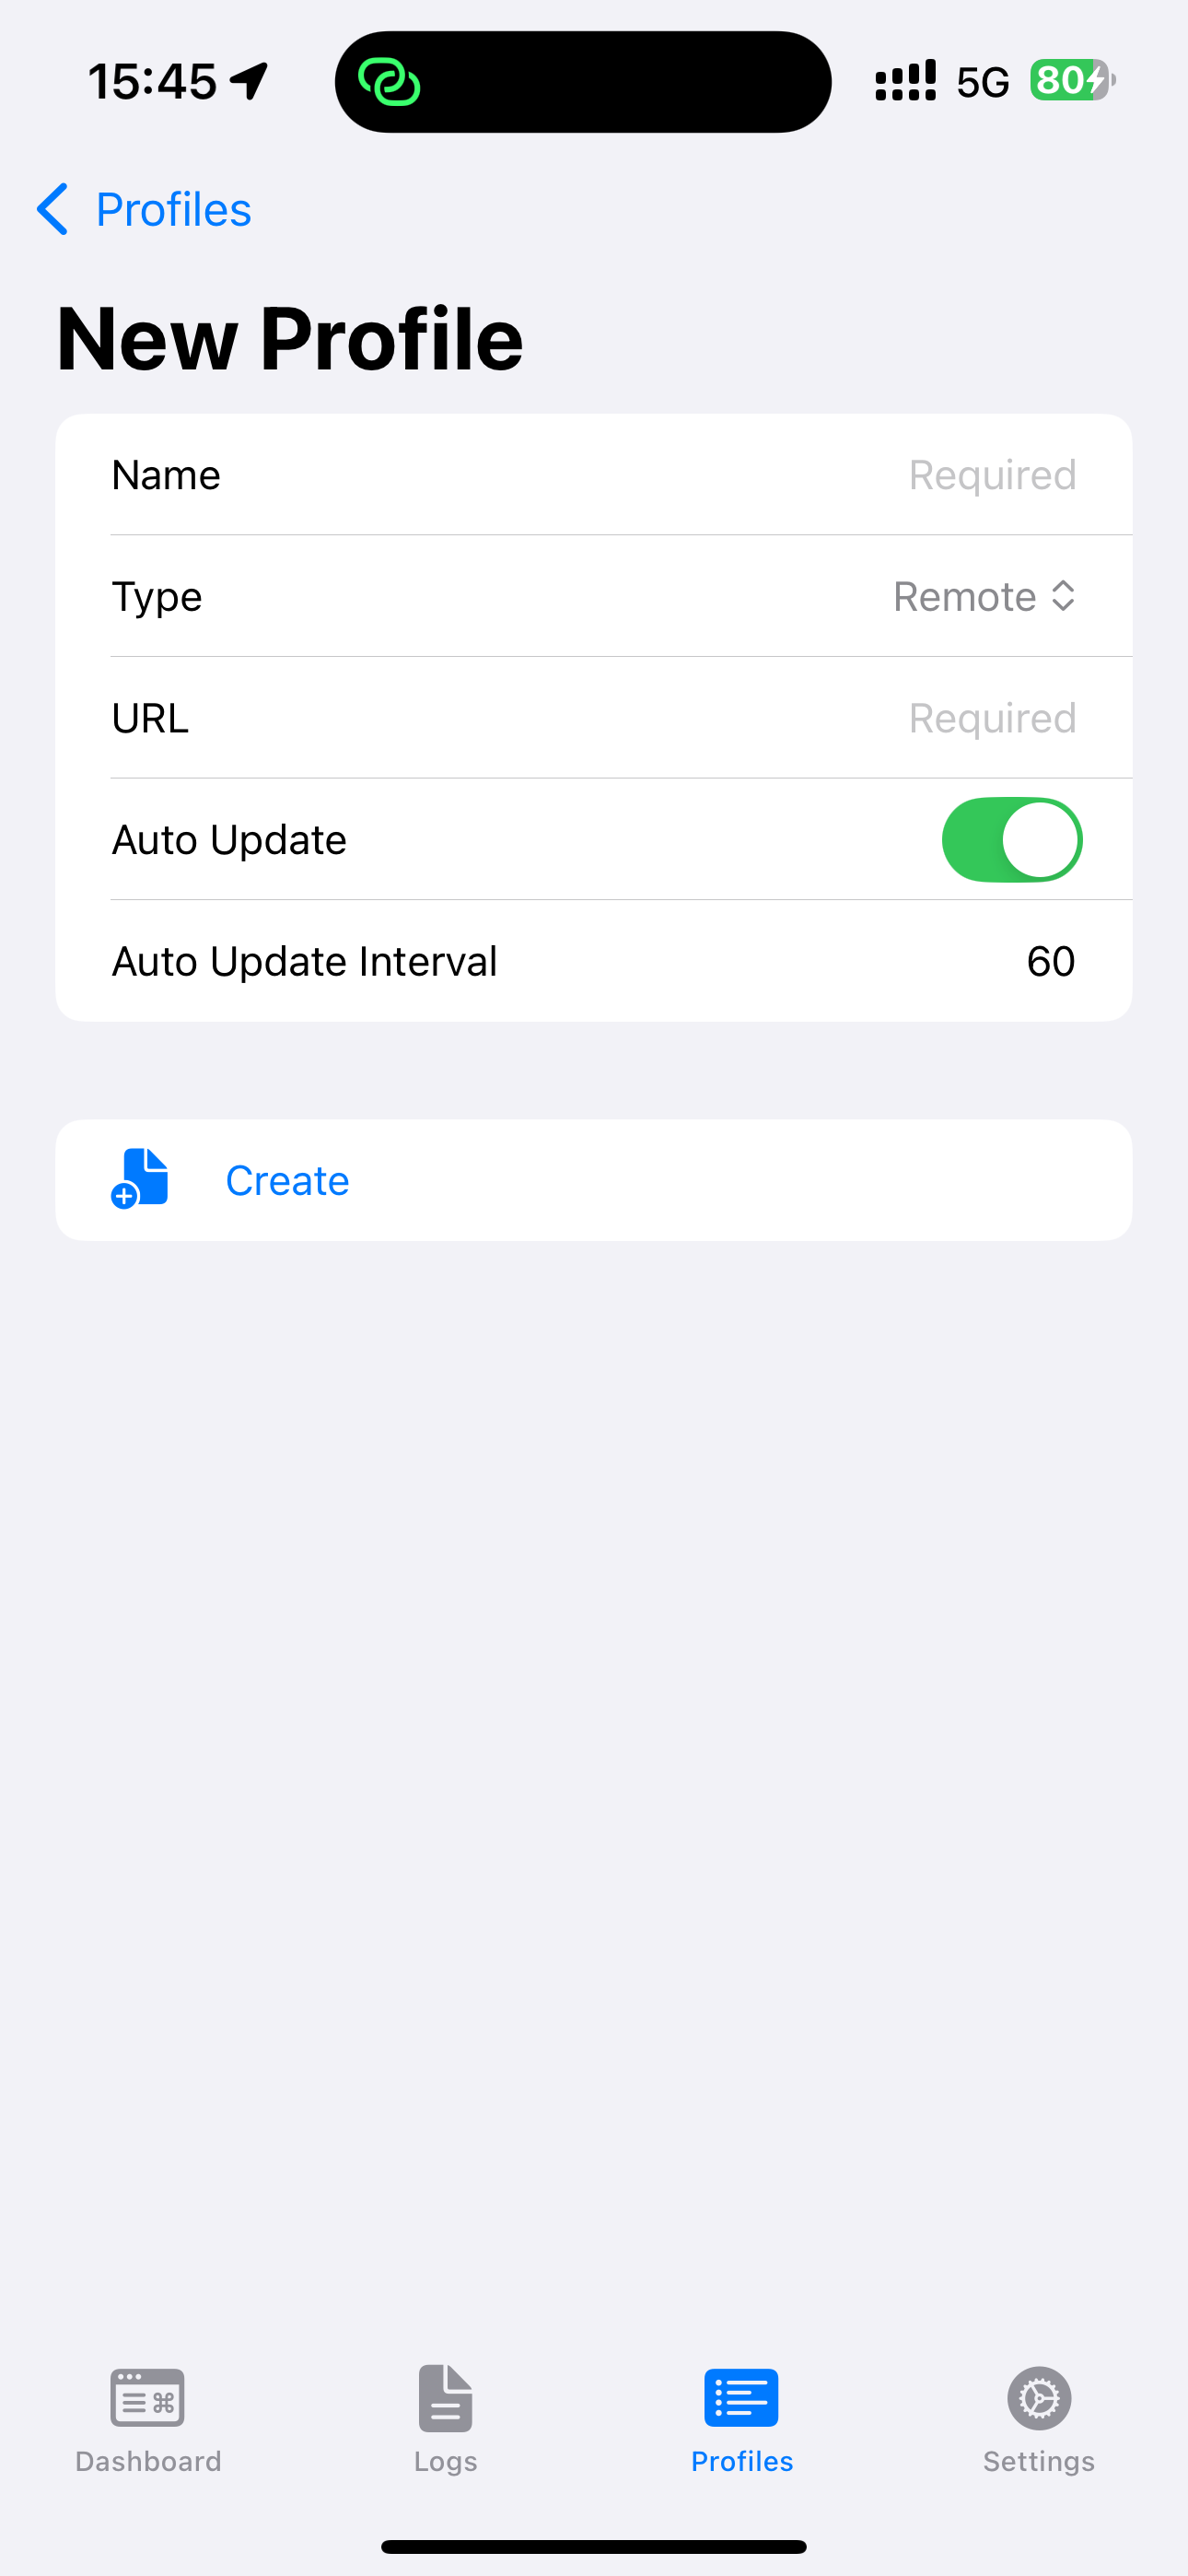 15:45
5G
80
Profiles
New Profile
Name
Required
Type
Remote
URL
Required
Auto Update
Auto Update Interval
60
Create
Dashboard
Logs
Profiles
Settings